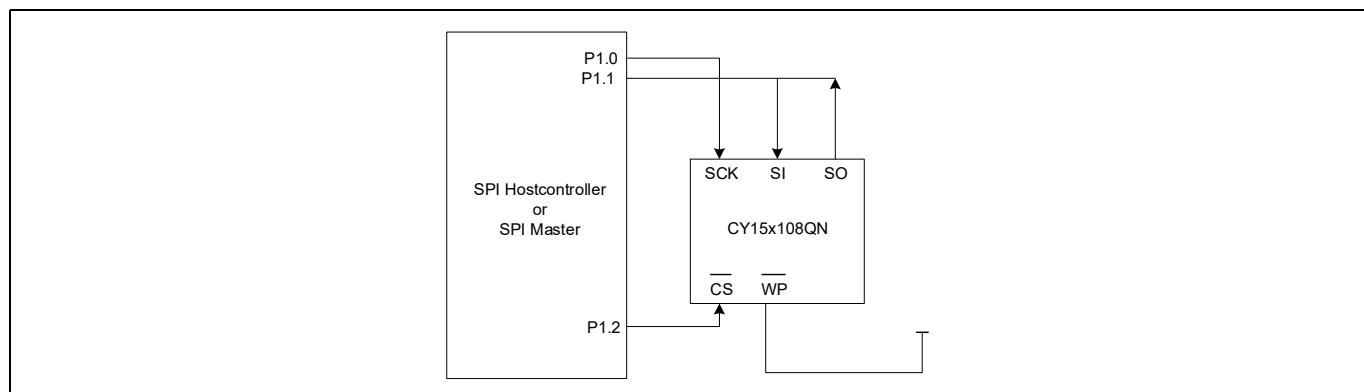 P1.0
P1.1
SCK SI SO
SPI Hostcontroller
or
SPI Master
CY15x108QN
CS WP
P1.2